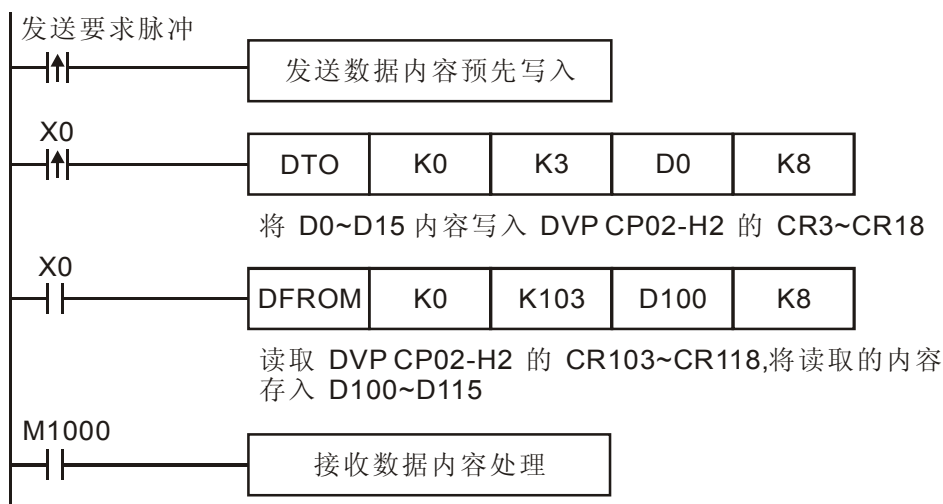 发送要求脉冲
发送数据内容预先写入
X0
DTO K0 K3 D0 K8
将 D0~D15 内容写入 DVP CP02-H2 的 CR3~CR18
X0
DFROM K0 K103 D100 K8
读取 DVP CP02-H2 的 CR103~CR118,将读取的内容
存入 D100~D115
M1000
接收数据内容处理